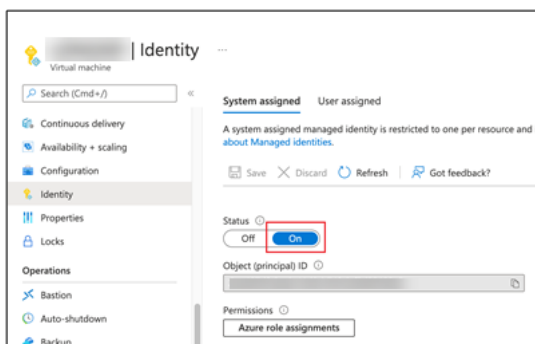 | Identity ...
Virtual machine
Search (Cmd+/)
«
Continuous delivery
Availability + scaling
Configuration
Identity
Properties
Locks
Operations
Bastion
Auto-shutdown
Backup
System assigned User assigned
A system assigned managed identity is restricted to one per resource and
about Managed identities.
Save Discard Refresh Got feedback?
Status
Off On
Object (principal) ID
Permissions
Azure role assignments